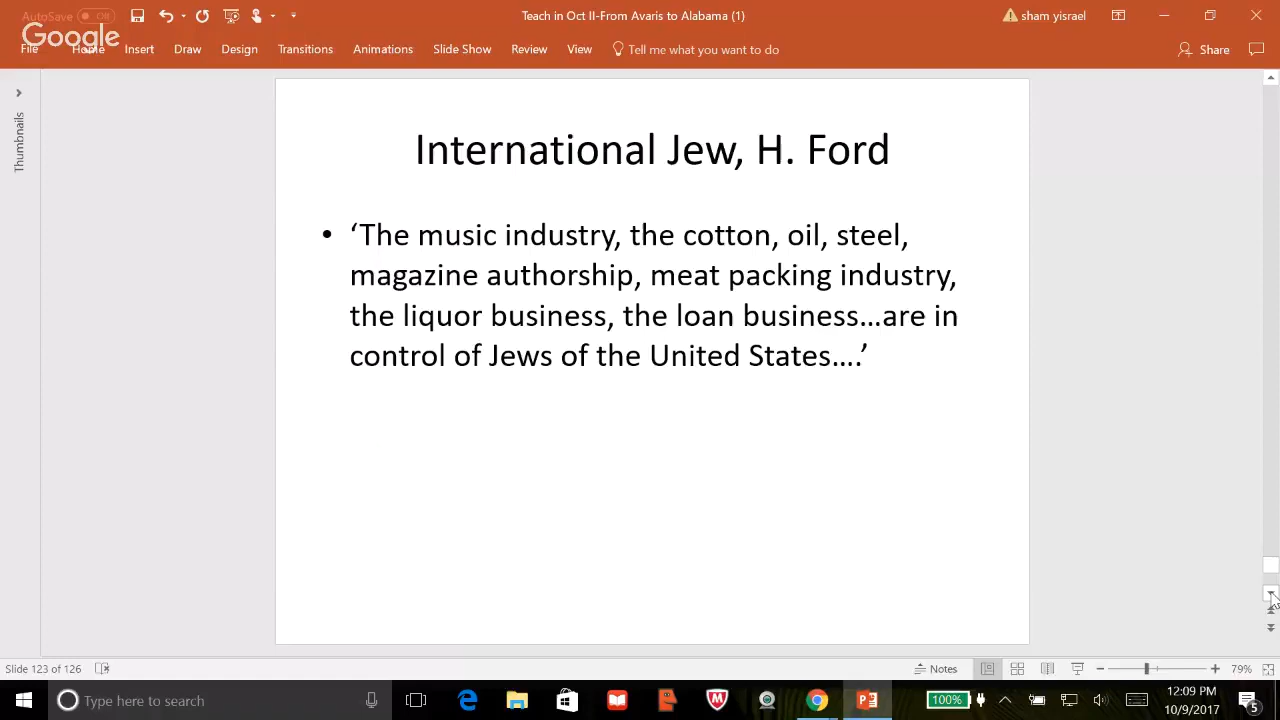 AutoSave Off
Teach in Oct II-From Avaris to Alabama (1)
sham yisrael
Google
File Home Insert Draw Design Transitions Animations Slide Show Review View Tell me what you want to do
Share
Thumbnails
International Jew, H. Ford
• ‘The music industry, the cotton, oil, steel,
magazine authorship, meat packing industry,
the liquor business, the loan business…are in
control of Jews of the United States….’
Slide 123 of 126
Notes
79%
Type here to search
100%
12:09 PM
10/9/2017
5